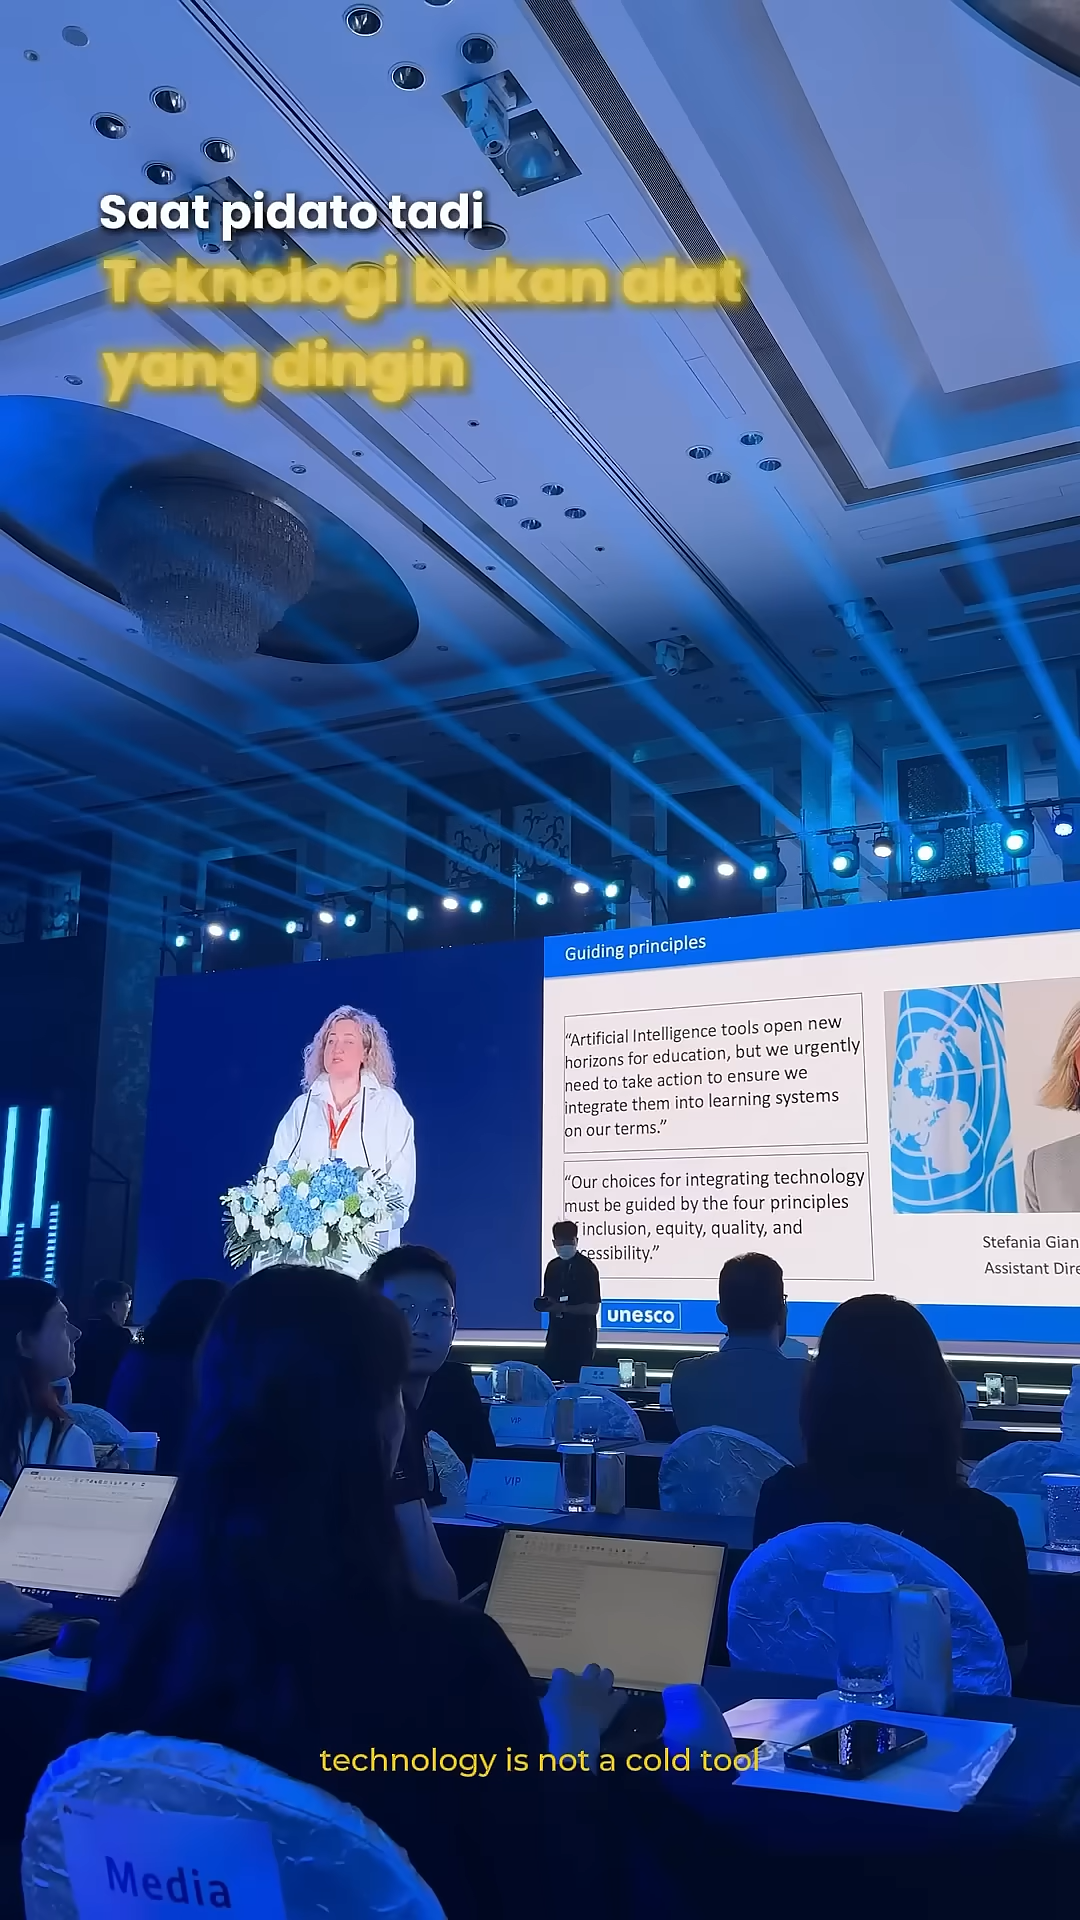 Saat pidato tadi
Teknologi bukan alat
yang dingin
Guiding principles
“Artificial Intelligence tools open new
horizons for education, but we urgently
need to take action to ensure we
integrate them into learning systems
on our terms.”
“Our choices for integrating technology
must be guided by the four principles
inclusion, equity, quality, and
cessibility.”
Stefania Gian
Assistant Dire
unesco
VIP
VIP
technology is not a cold tool
Media